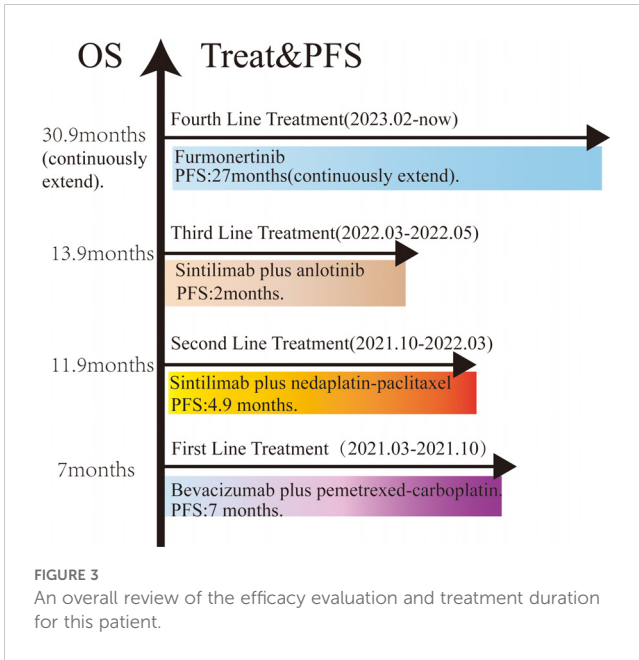 OS Treat&PFS
Fourth Line Treatment(2023.02-now)
30.9months
(continuously
extend).
Furmonertinib
PFS:27months(continuously extend).
Third Line Treatment(2022.03-2022.05)
13.9months
Sintilimab plus anlotinib
PFS:2months.
Second Line Treatment(2021.10-2022.03)
11.9months
Sintilimab plus nedaplatin-paclitaxel
PFS:4.9 months.
First Line Treatment（2021.03-2021.10）
7months
Bevacizumab plus pemetrexed-carboplatin.
PFS:7 months.
FIGURE 3
An overall review of the efficacy evaluation and treatment duration
for this patient.